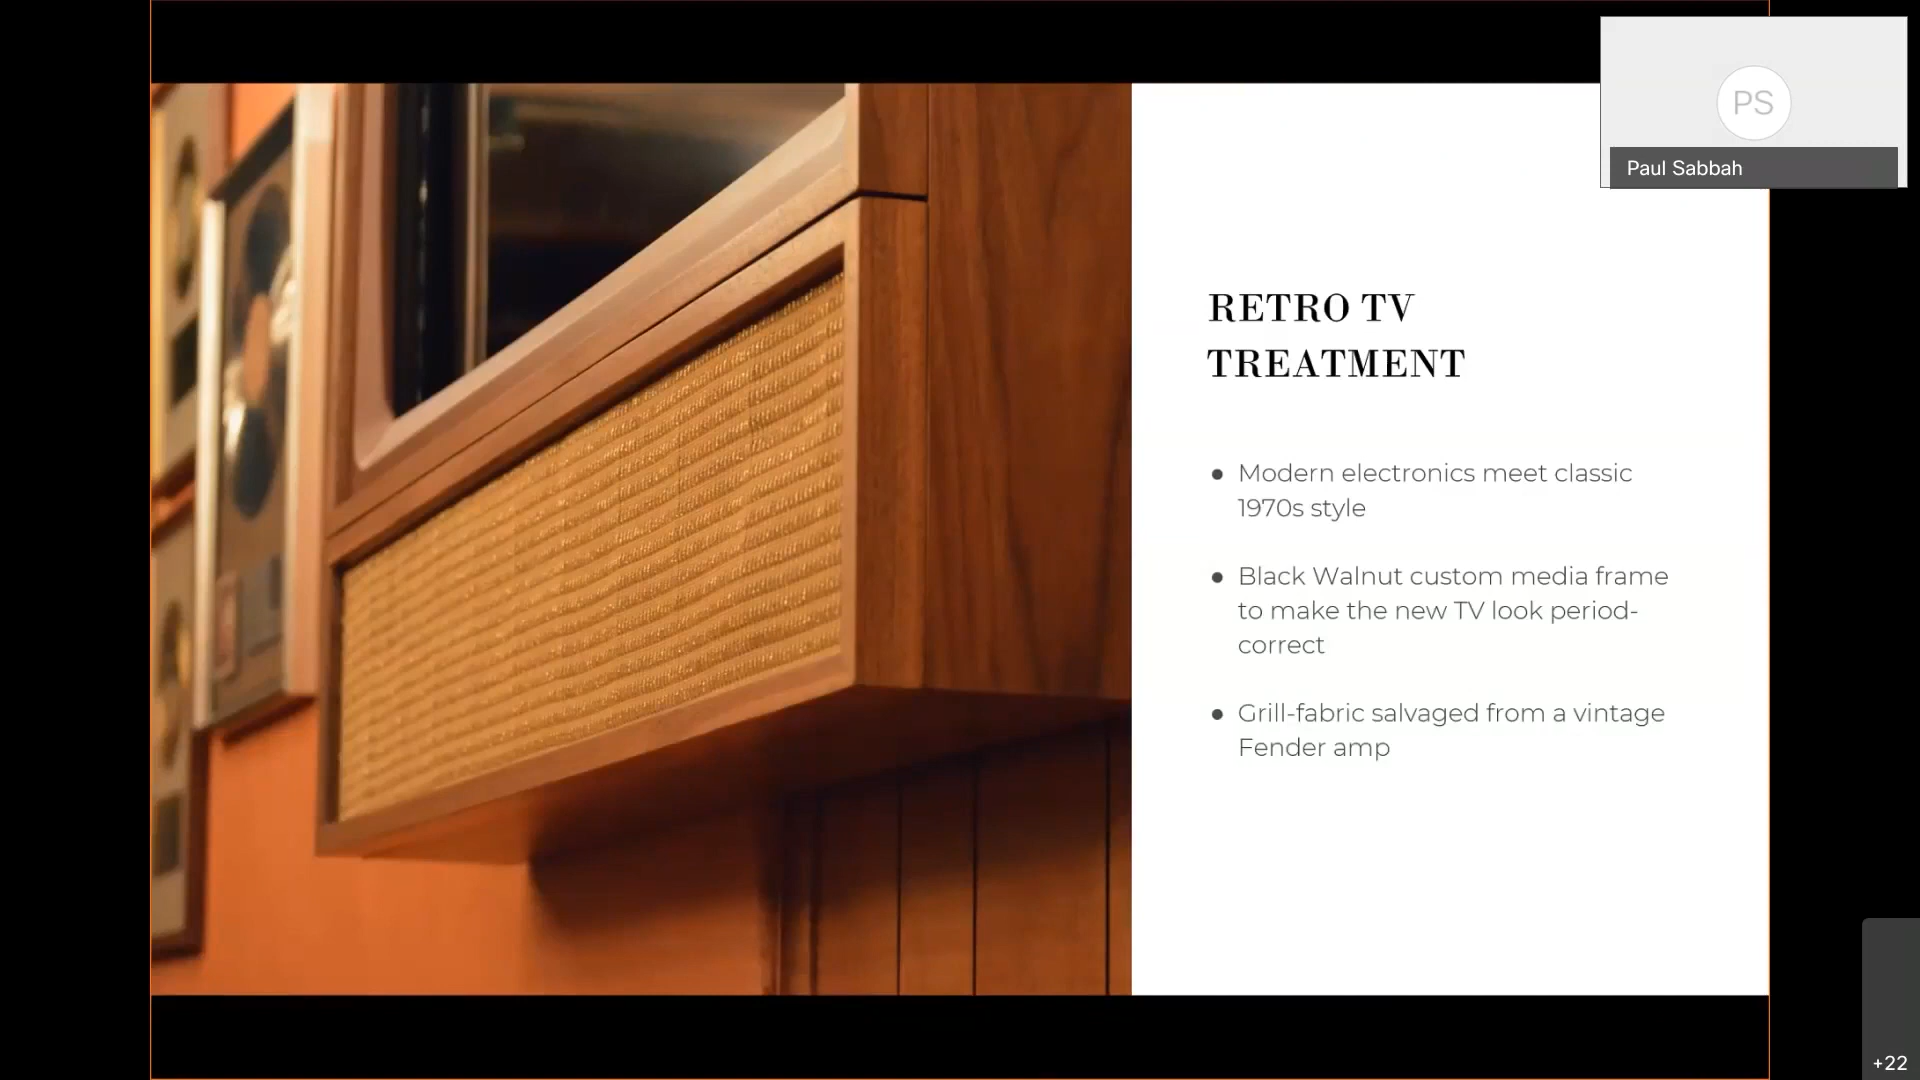 PS
Paul Sabbah
RETRO TV
TREATMENT
● Modern electronics meet classic
1970s style
● Black Walnut custom media frame
to make the new TV look period-
correct
● Grill-fabric salvaged from a vintage
Fender amp
+22